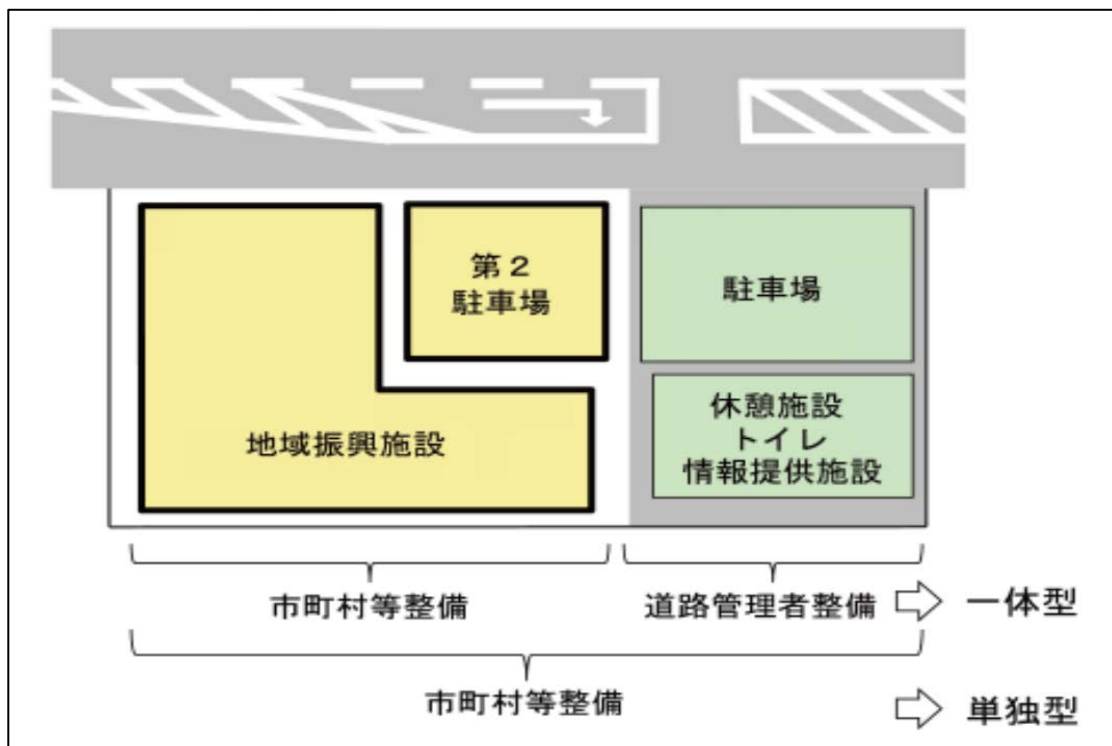 第２
駐車場
駐車場
地域振興施設
休憩施設
トイレ
情報提供施設
市町村等整備
道路管理者整備
一体型
市町村等整備
単独型